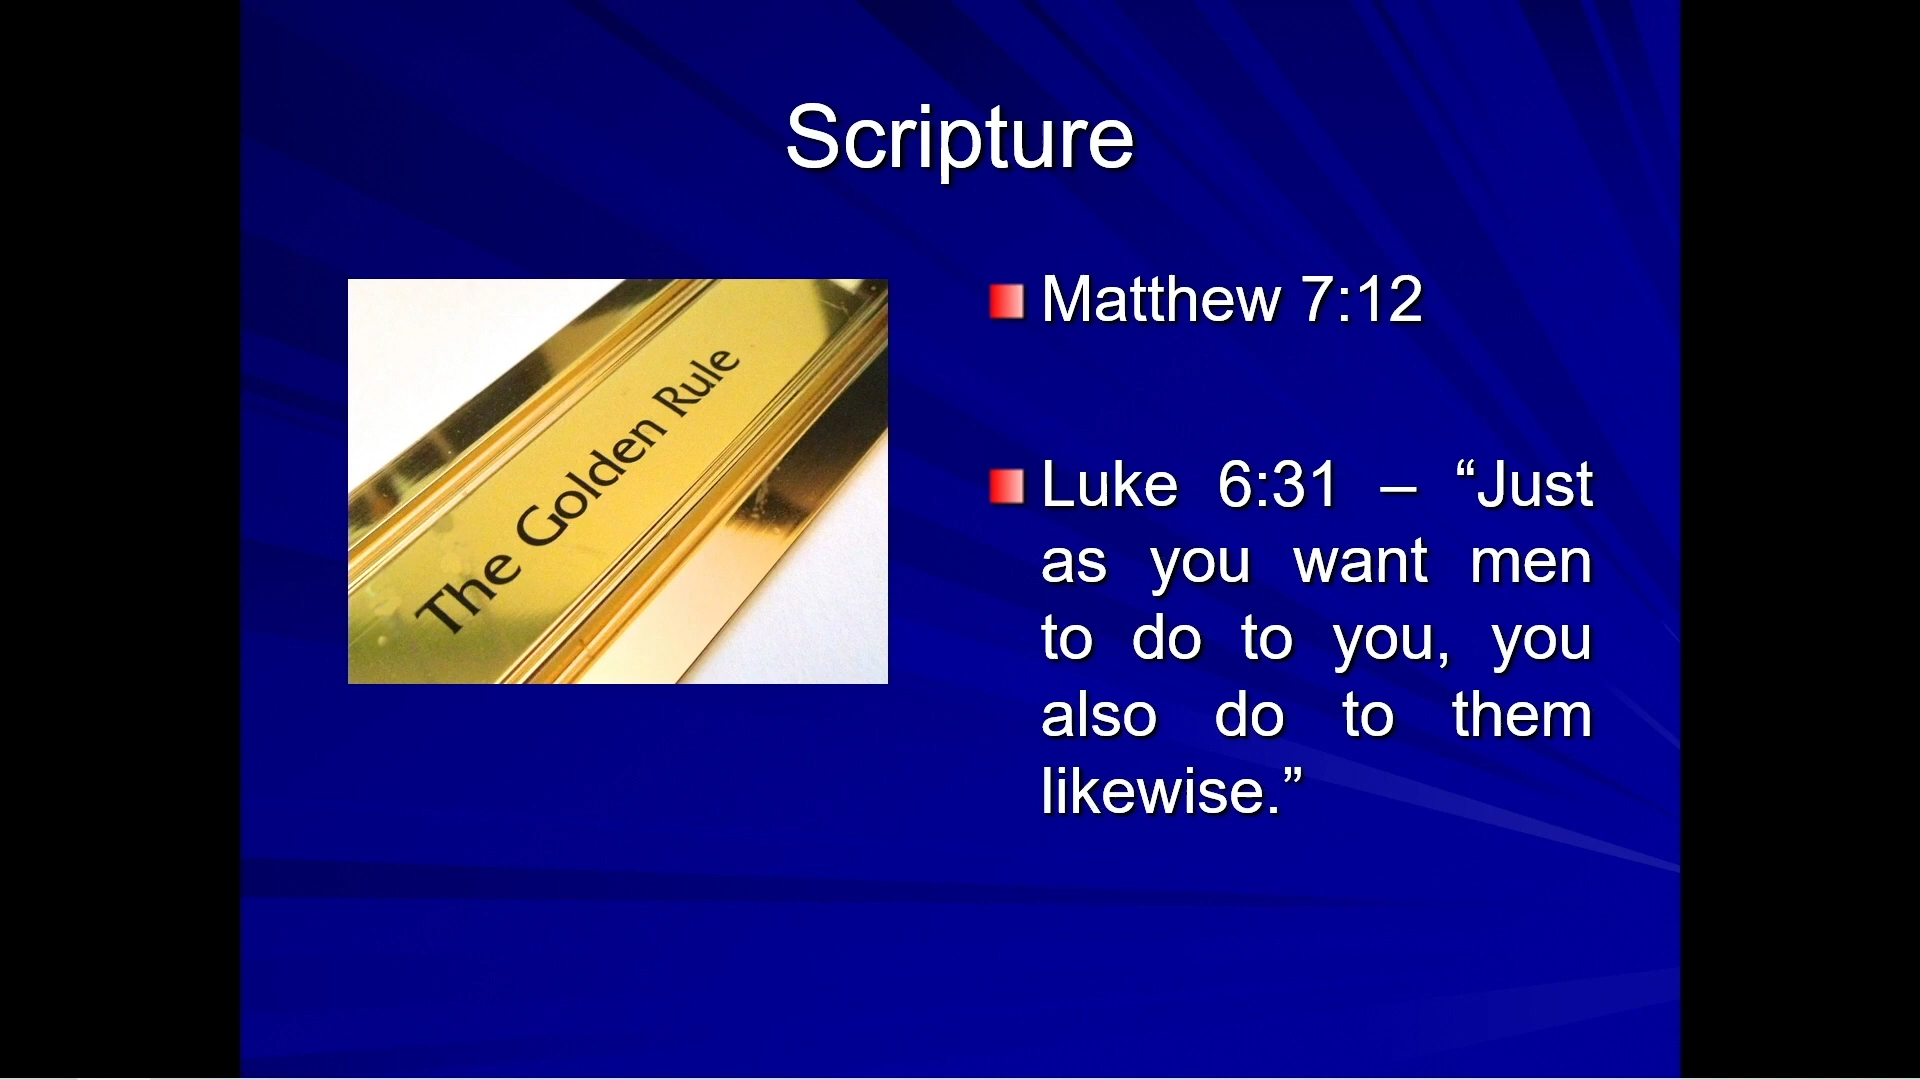 Scripture
The Golden Rule
Matthew 7:12
Luke 6:31 – “Just
as you want men
to do to you, you
also do to them
likewise.”